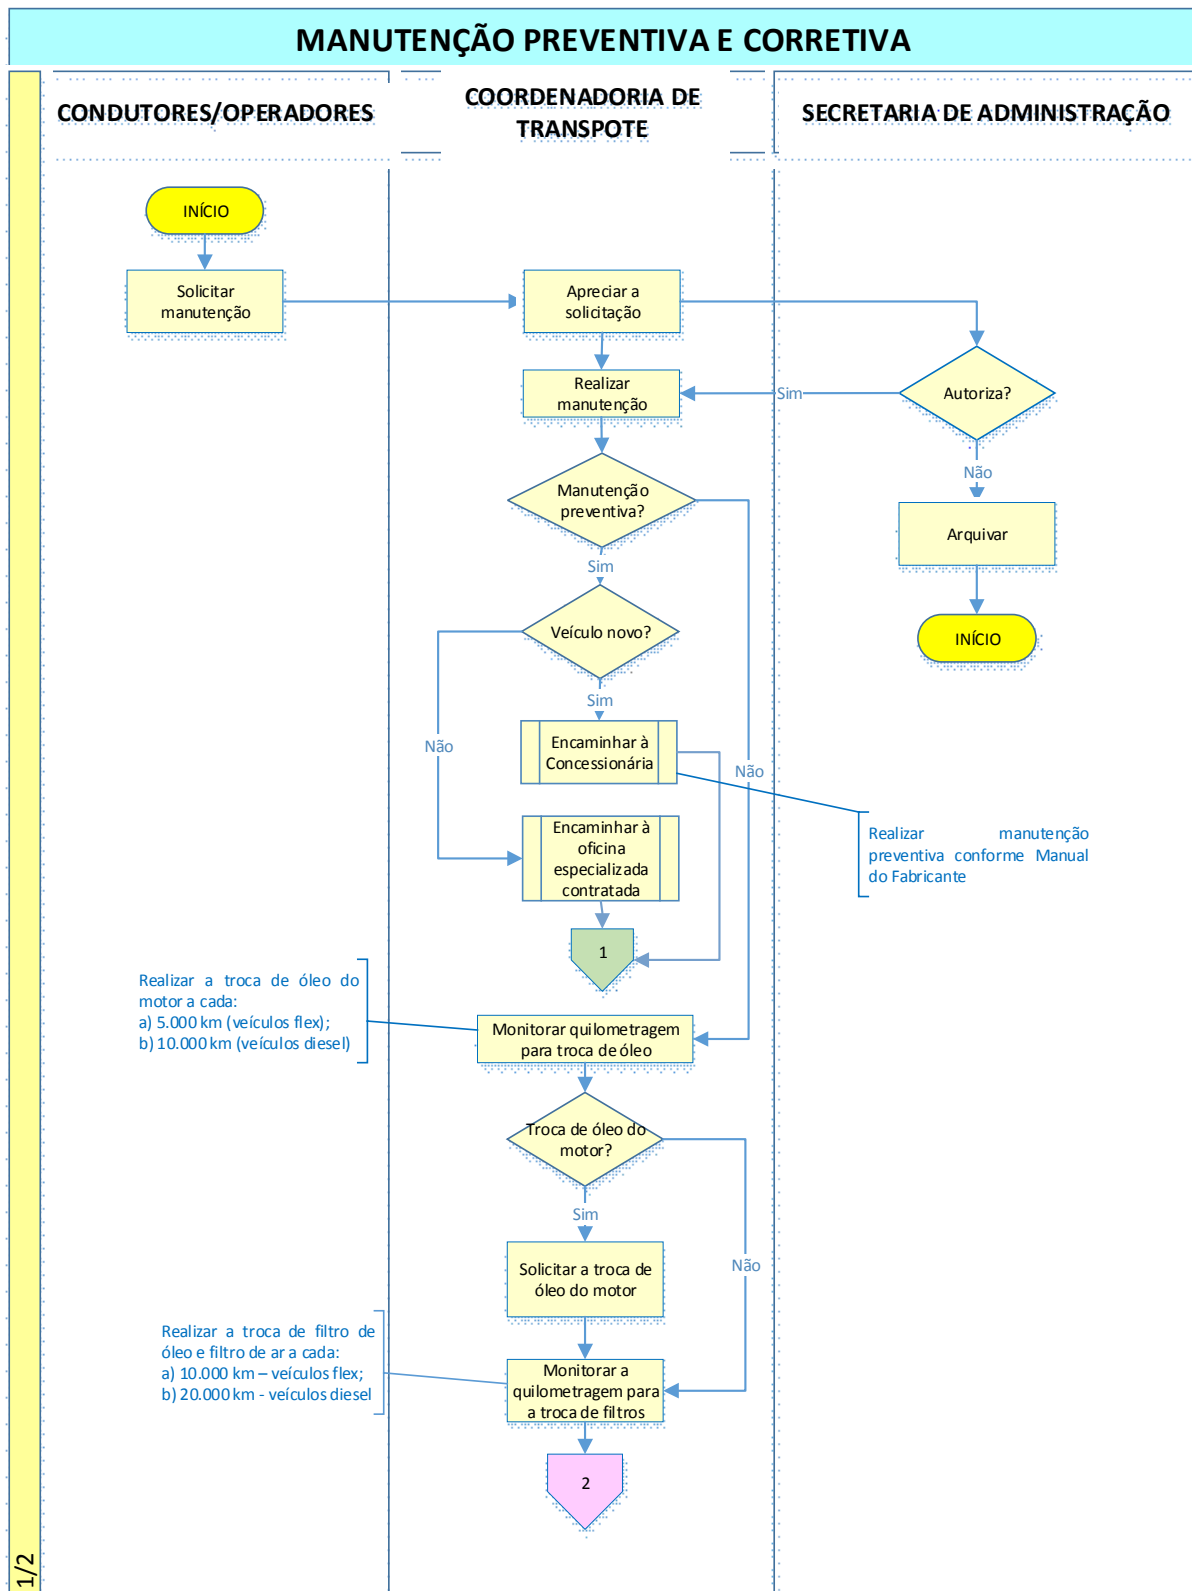 MANUTENÇÃO PREVENTIVA E CORRETIVA
CONDUTORES/OPERADORES
COORDENADORIA DE
TRANSPOTE
SECRETARIA DE ADMINISTRAÇÃO
INÍCIO
Solicitar
manutenção
Apreciar a
solicitação
Realizar
manutenção
Sim
Autoriza?
Não
Manutenção
preventiva?
Arquivar
Sim
Veículo novo?
INÍCIO
Sim
Não
Encaminhar à
Concessionária
Não
Realizar manutenção
preventiva conforme Manual
do Fabricante
Encaminhar à
oficina
especializada
contratada
1
Realizar a troca de óleo do
motor a cada:
a) 5.000 km (veículos flex);
b) 10.000 km (veículos diesel)
Monitorar quilometragem
para troca de óleo
Troca de óleo do
motor?
Sim
Não
Solicitar a troca de
óleo do motor
Realizar a troca de filtro de
óleo e filtro de ar a cada:
a) 10.000 km – veículos flex;
b) 20.000 km - veículos diesel
Monitorar a
quilometragem para
a troca de filtros
2
1/2